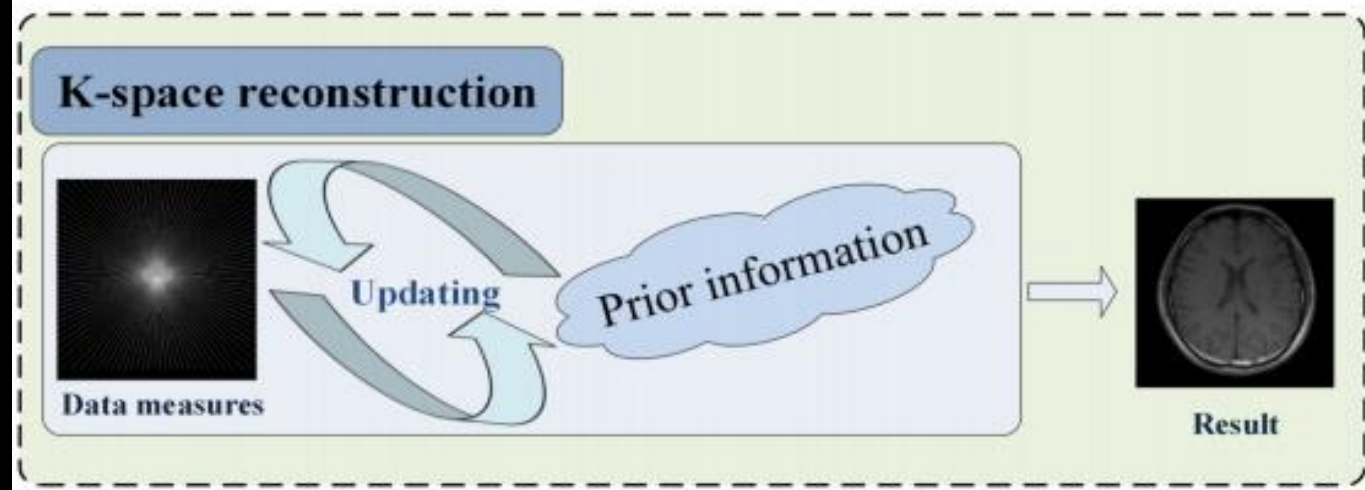 K-space reconstruction
Updating
Prior information
Data measures
Result